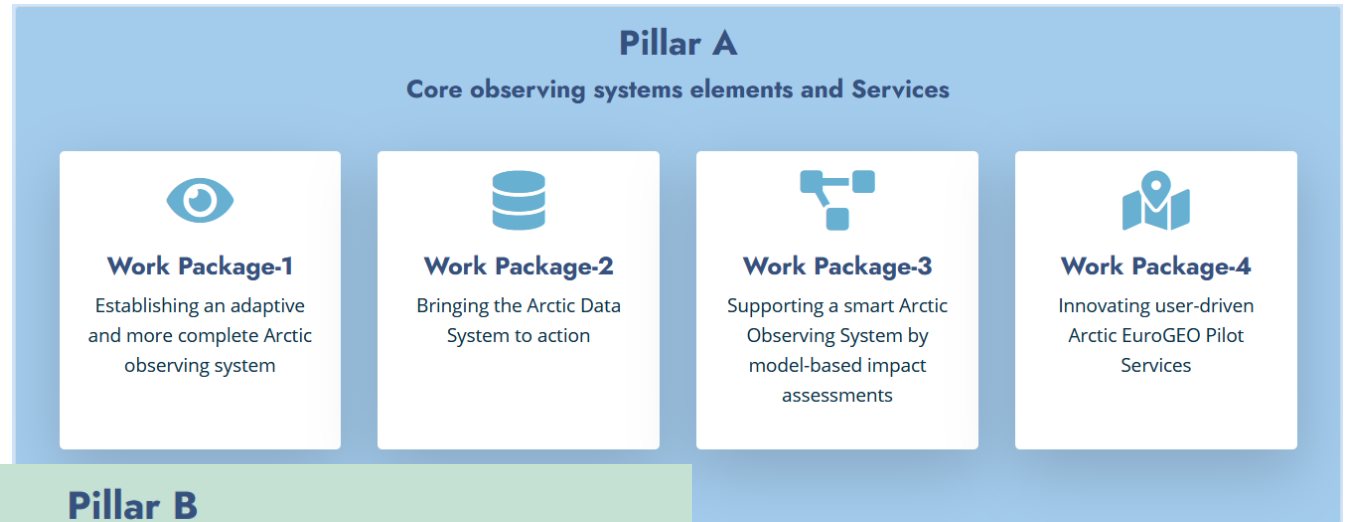 Pillar A
Core observing systems elements and Services
Work Package-1
Establishing an adaptive
and more complete Arctic
observing system
Work Package-2
Bringing the Arctic Data
System to action
Work Package-3
Supporting a smart Arctic
Observing System by
model-based impact
assessments
Work Package-4
Innovating user-driven
Arctic EuroGEO Pilot
Services
Pillar B